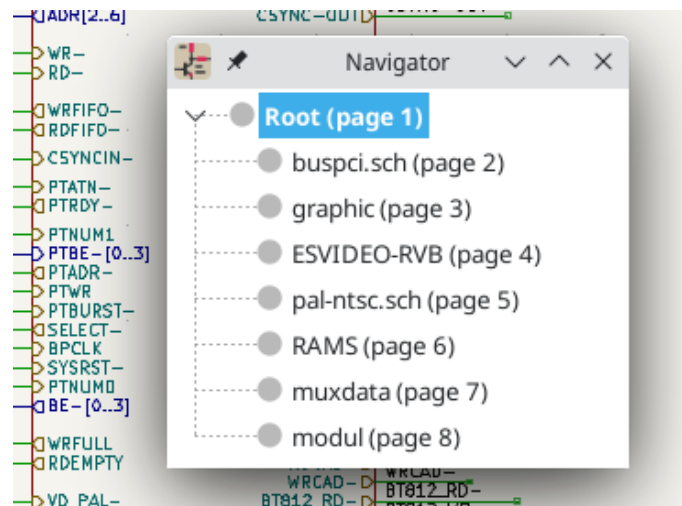 ADR[2..6]
CSYNC-OUT
WR-
RD-
Navigator
WRFIFO-
RDFIFO-
Root (page 1)
CSYNCIN-
buspci.sch (page 2)
PTATN-
PTRDY-
graphic (page 3)
PTNUM1
PTBE-[0..3]
ESVIDEO-RVB (page 4)
PTADR-
PTWR
pal-ntsc.sch (page 5)
PTBURST-
SELECT-
BPCLK
RAMS (page 6)
SYSRST-
PTNUM0
muxdata (page 7)
BE-[0..3]
WRFULL
modul (page 8)
RDEMPTY
WRCAD-
WRCAD-
BT812_RD-
BT812_RD-
VD_PAL-